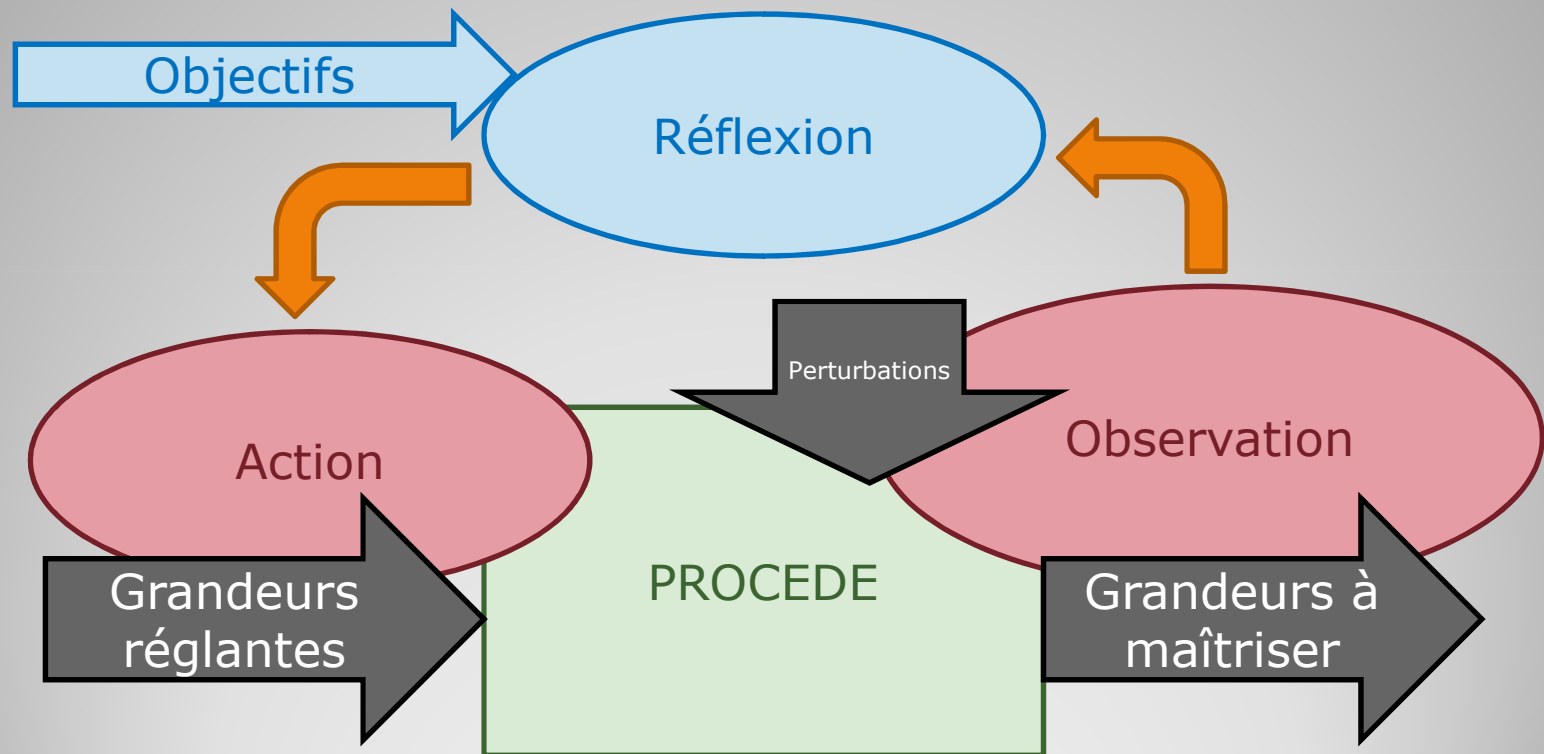 Objectifs
Réflexion
Perturbations
Action
Observation
PROCEDE
Grandeurs
réglantes
Grandeurs à
maîtriser